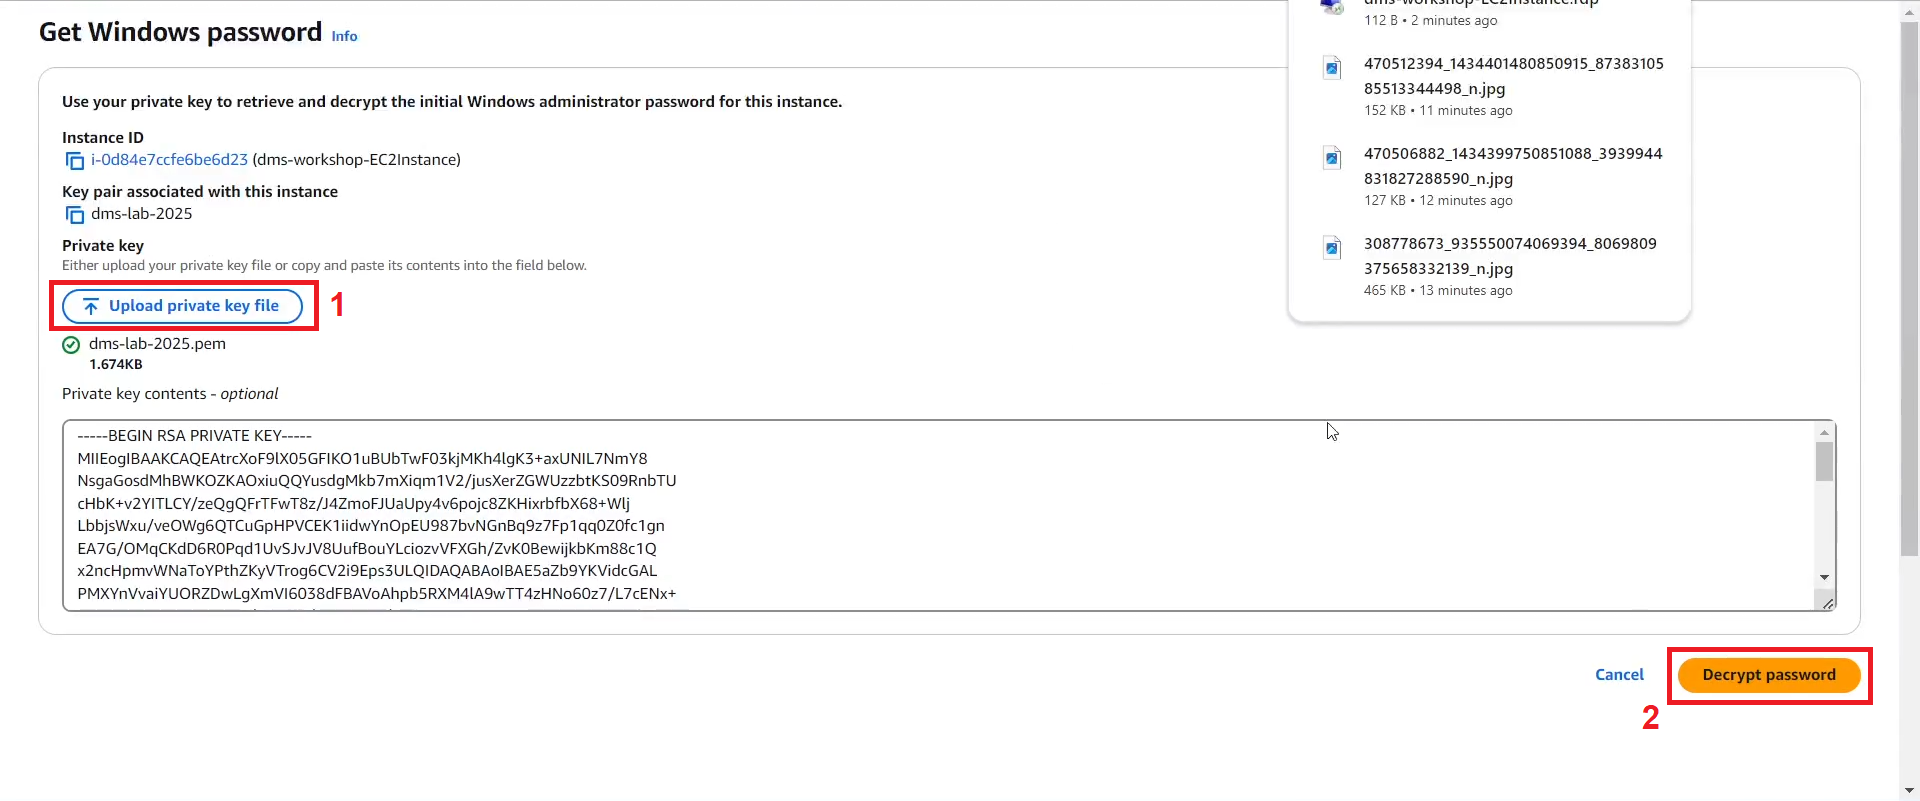 Get Windows password Info
Use your private key to retrieve and decrypt the initial Windows administrator password for this instance.
Instance ID
i-0d84e7ccfe6be6d23 (dms-workshop-EC2Instance)
Key pair associated with this instance
dms-lab-2025
Private key
Either upload your private key file or copy and paste its contents into the field below.
Upload private key file
1
dms-lab-2025.pem
1.674KB
Private key contents - optional
-----BEGIN RSA PRIVATE KEY-----
MIIEogIBAAKCAQEAtrcXoF9lX05GFIKO1uBUbTwF03kjMKh4lgK3+axUNIL7NmY8
NsgaGosdMhBWKOZKAOxiuQQYusdgMkb7mXiqm1V2/jusXerZGWUzzbtKS09RnbTU
cHbK+v2YITLCY/zeQgQFrTFwT8z/J4ZmoFJUaUpy4v6pojc8ZKHixrbfbX68+Wlj
LbbjsWxu/veOWg6QTCuGpHPVCEK1iidwYnOpEU987bvNGnBq9z7Fp1qq0Z0fc1gn
EA7G/OMqCKdD6R0Pqd1UvSJvJV8UufBouYLciozvVFXGh/ZvK0BewijkbKm88c1Q
x2ncHpmvWNaToYPthZKyVTrog6CV2i9Eps3ULQIDAQABAoIBAE5aZb9YKVidcGAL
PMXYnVvaiYUORZDwLgXmVI6038dFBAVoAhpb5RXM4lA9wTT4zHNo60z7/L7cENx+
Cancel
Decrypt password
2
dms-workshop-EC2Instance.rdp
112 B • 2 minutes ago
470512394_1434401480850915_87383105
85513344498_n.jpg
152 KB • 11 minutes ago
470506882_1434399750851088_3939944
831827288590_n.jpg
127 KB • 12 minutes ago
308778673_935550074069394_8069809
375658332139_n.jpg
465 KB • 13 minutes ago